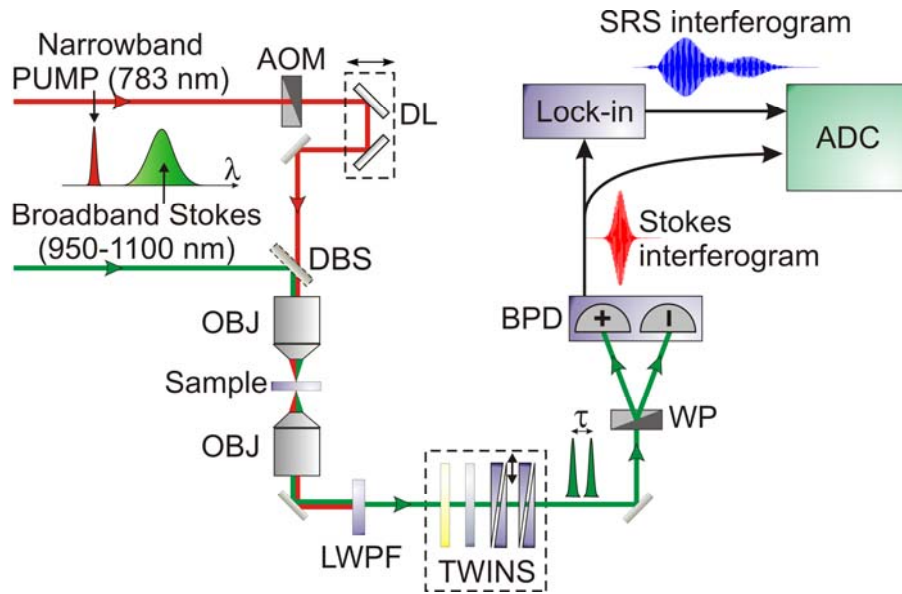 Narrowband
PUMP (783 nm)
AOM
DL
SRS
interferogram
Lock-in
ADC
λ
Broadband Stokes
(950-1100 nm)
DBS
Stokes
interferogram
OBJ
BPD
+
–
Sample
OBJ
τ
WP
LWPF
TWINS